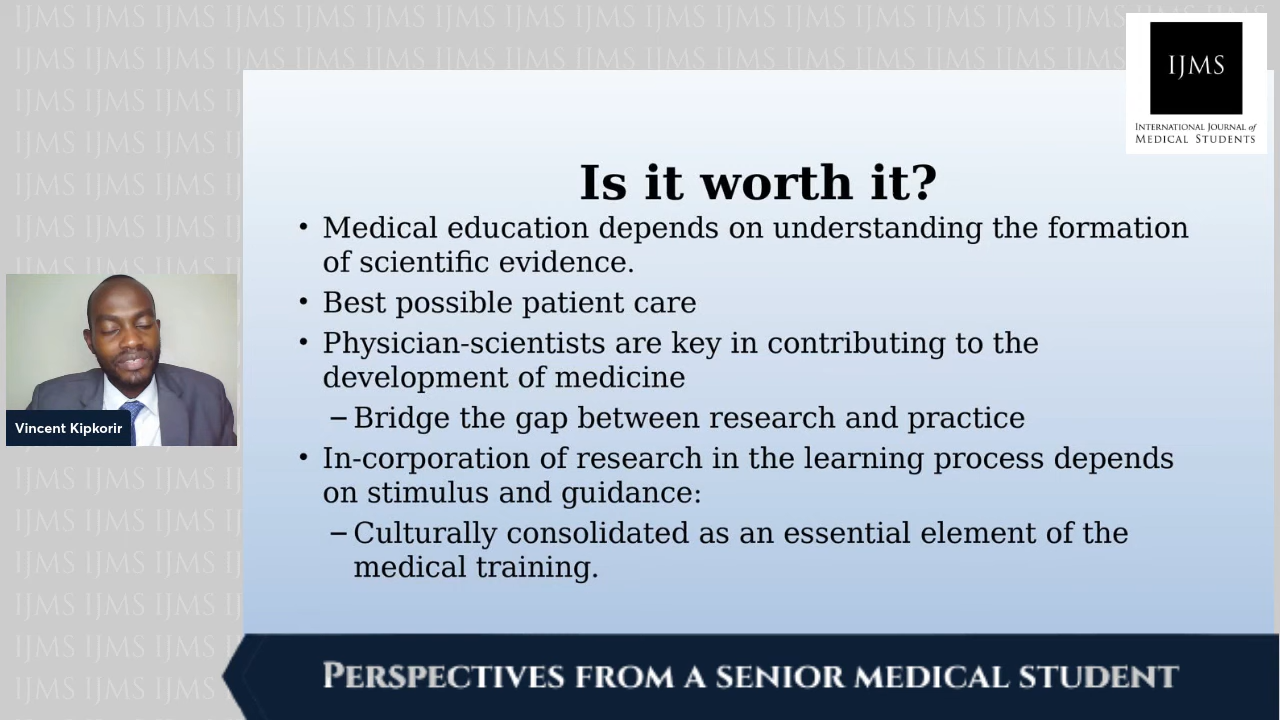 IJMS
INTERNATIONAL JOURNAL of
MEDICAL STUDENTS
Is it worth it?
• Medical education depends on understanding the formation
of scientific evidence.
• Best possible patient care
• Physician-scientists are key in contributing to the
development of medicine
– Bridge the gap between research and practice
• In-corporation of research in the learning process depends
on stimulus and guidance:
– Culturally consolidated as an essential element of the
medical training.
Vincent Kipkorir
PERSPECTIVES FROM A SENIOR MEDICAL STUDENT